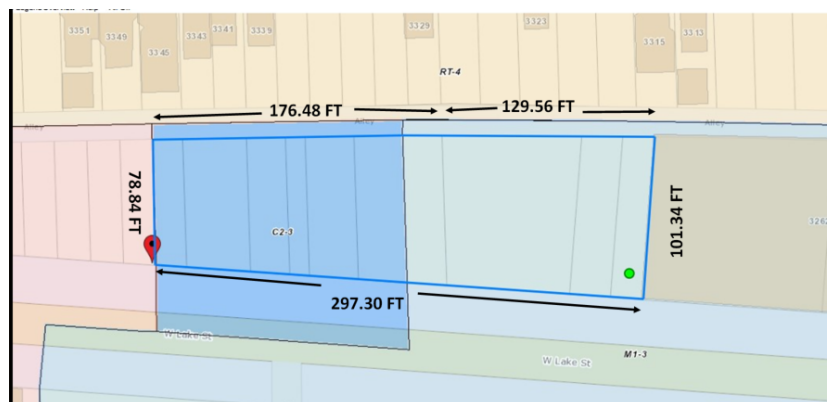 3351
3349
3345
3343
3341
3339
3329
3323
3315
3313
RT-4
176.48 FT
129.56 FT
Alley
Alley
Alley
78.84 FT
C2-3
101.34 FT
297.30 FT
W Lake St
W Lake St
M1-3